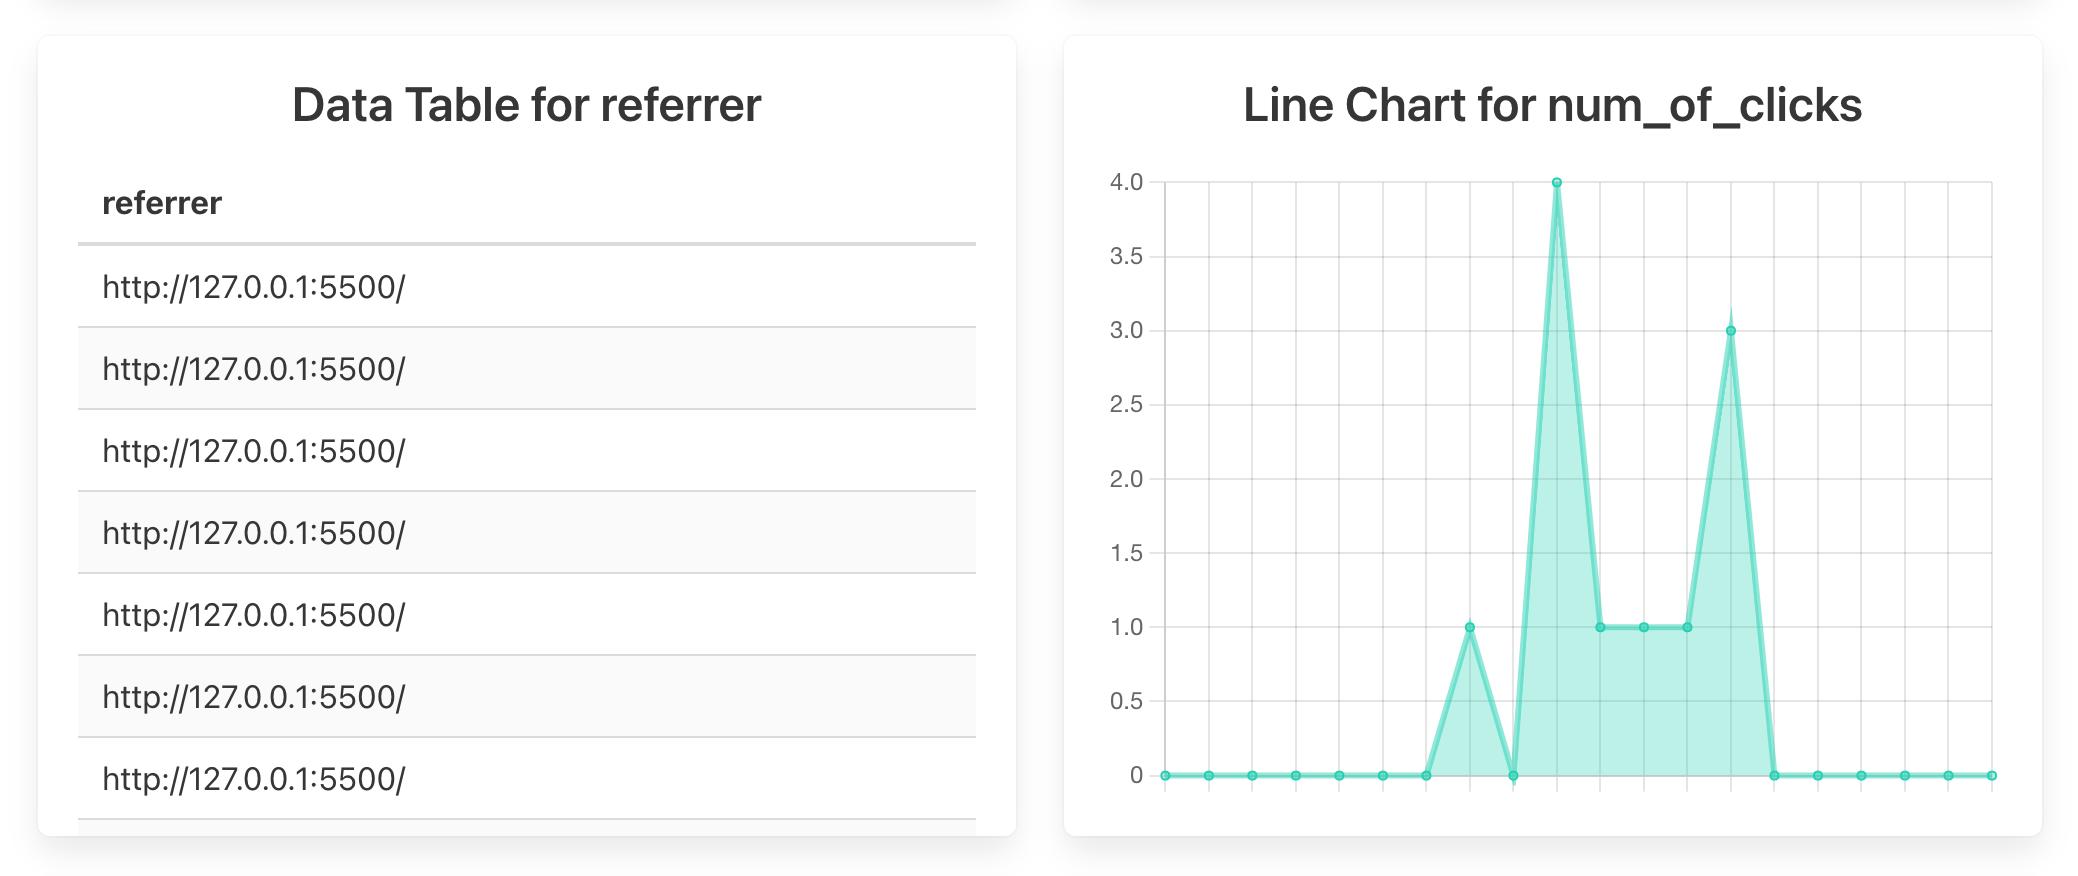 Data Table for referrer
referrer
http://127.0.0.1:5500/
http://127.0.0.1:5500/
http://127.0.0.1:5500/
http://127.0.0.1:5500/
http://127.0.0.1:5500/
http://127.0.0.1:5500/
http://127.0.0.1:5500/
Line Chart for num_of_clicks
4.0
3.5
3.0
2.5
2.0
1.5
1.0
0.5
0